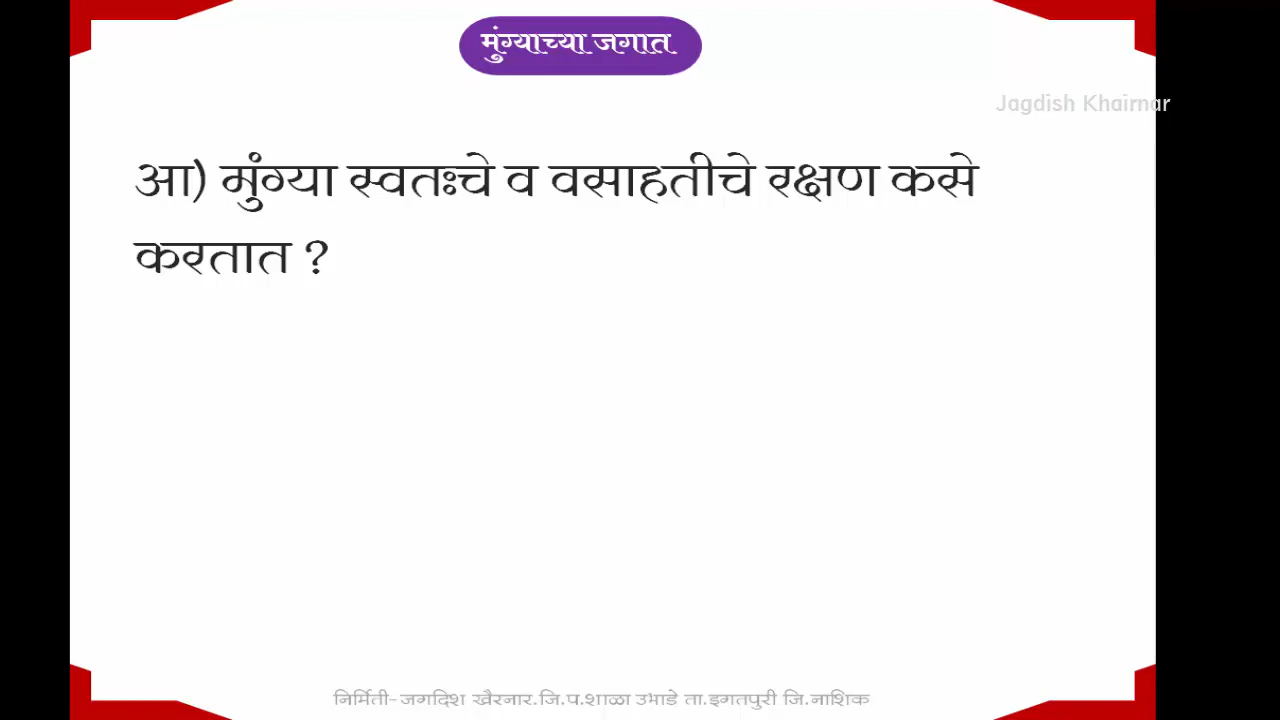 मुंग्याच्या जगात
Jagdish Khairnar
आ) मुंग्या स्वतःचे व वसाहतीचे रक्षण कसे
करतात ?
निर्मिती-जगदिश खैरनार.जि.प.शाळा उभाडे ता.इगतपुरी जि.नाशिक